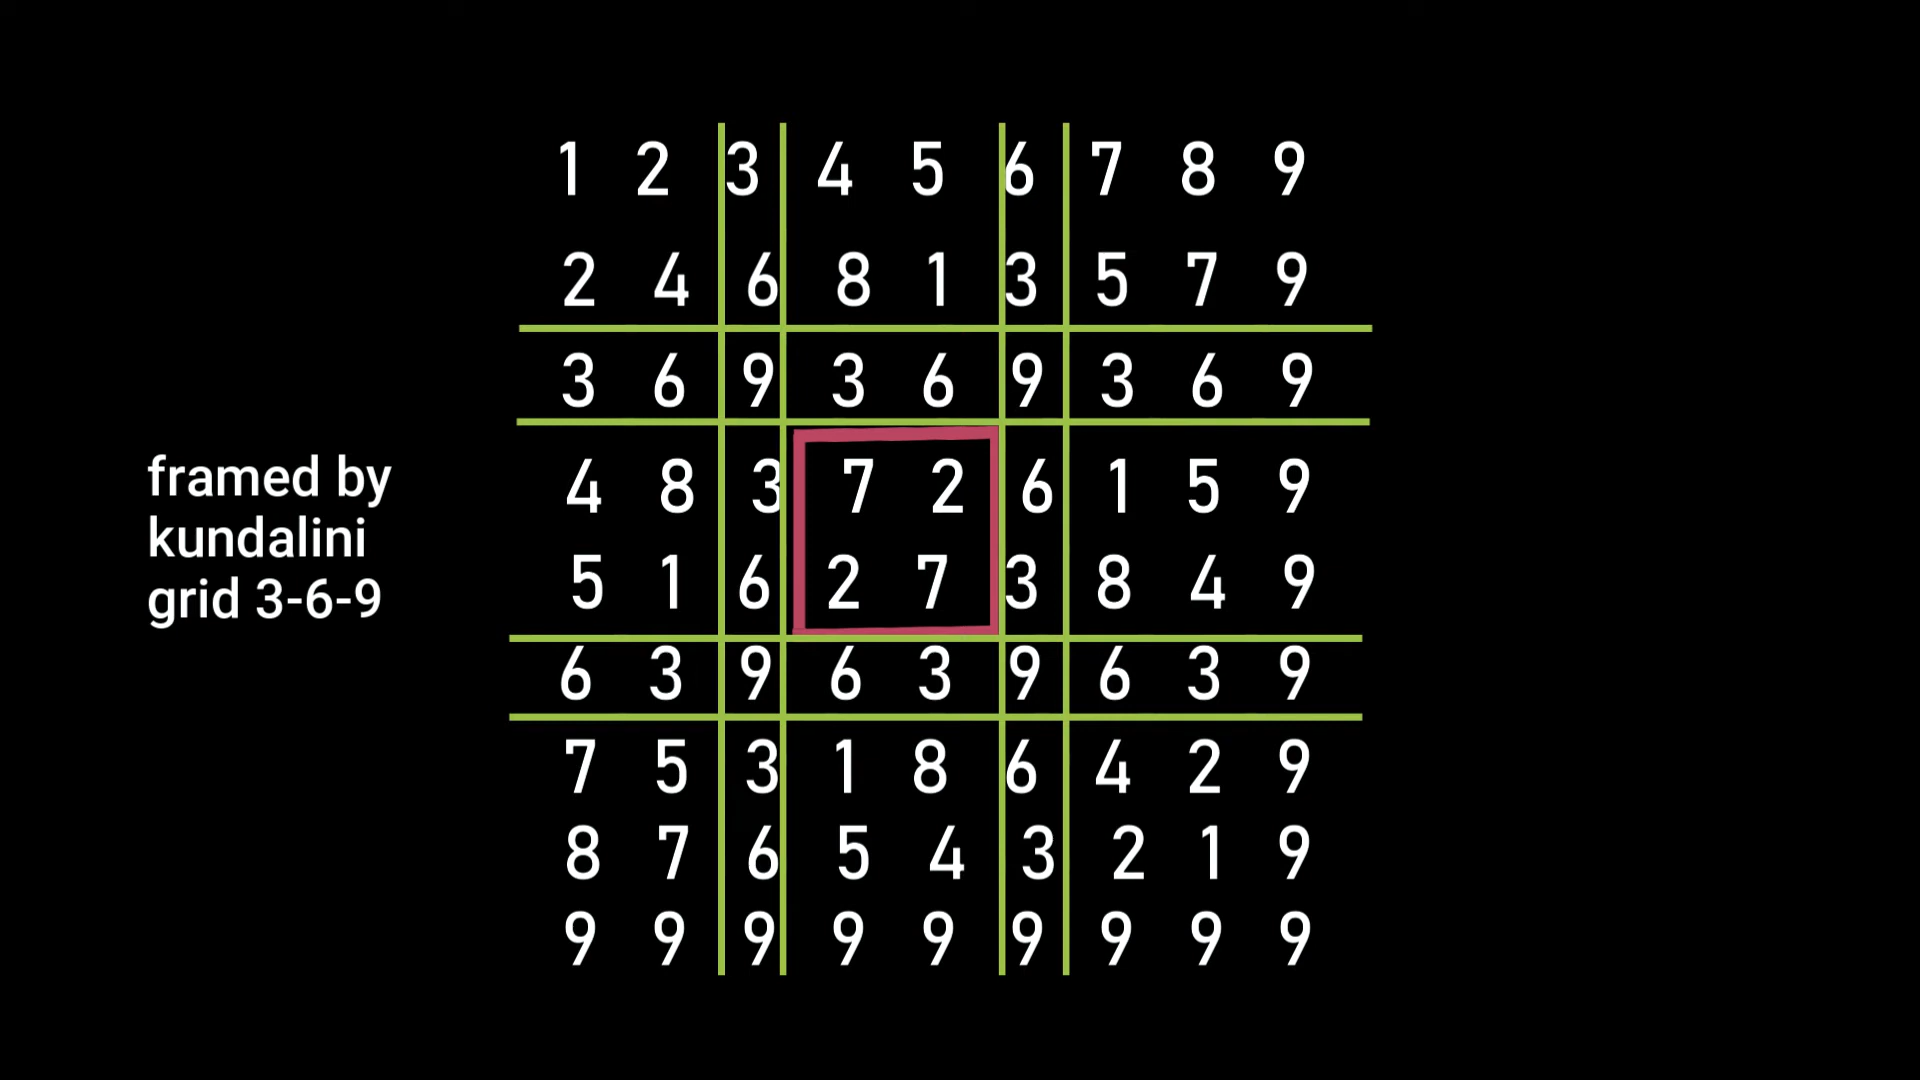 1 2 3 4 5 6 7 8 9
2 4 6 8 1 3 5 7 9
3 6 9 3 6 9 3 6 9
framed by
kundalini
grid 3-6-9
4 8 3 7 2 6 1 5 9
5 1 6 2 7 3 8 4 9
6 3 9 6 3 9 6 3 9
7 5 3 1 8 6 4 2 9
8 7 6 5 4 3 2 1 9
9 9 9 9 9 9 9 9 9